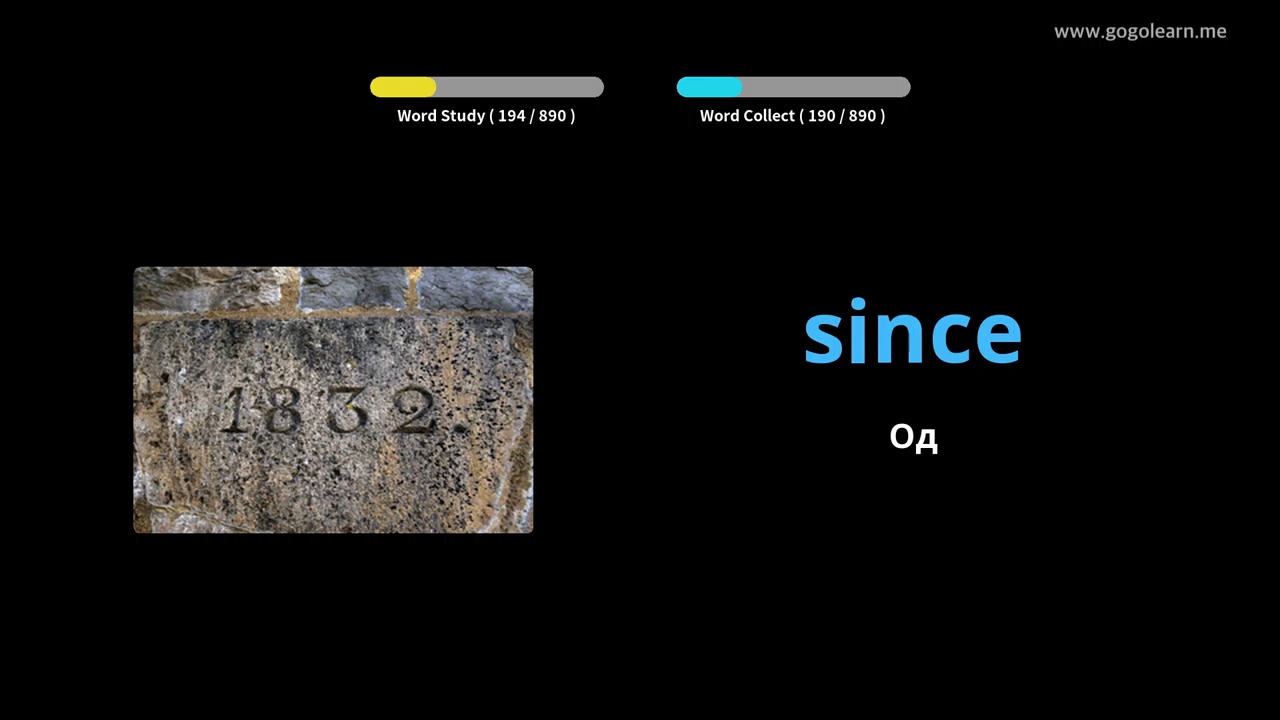 www.gogolearn.me
Word Study ( 194 / 890 )
Word Collect ( 190 / 890 )
1832.
since
Од